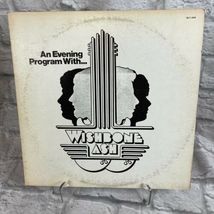 An Evening
Program With...
WISHBONE
ASH